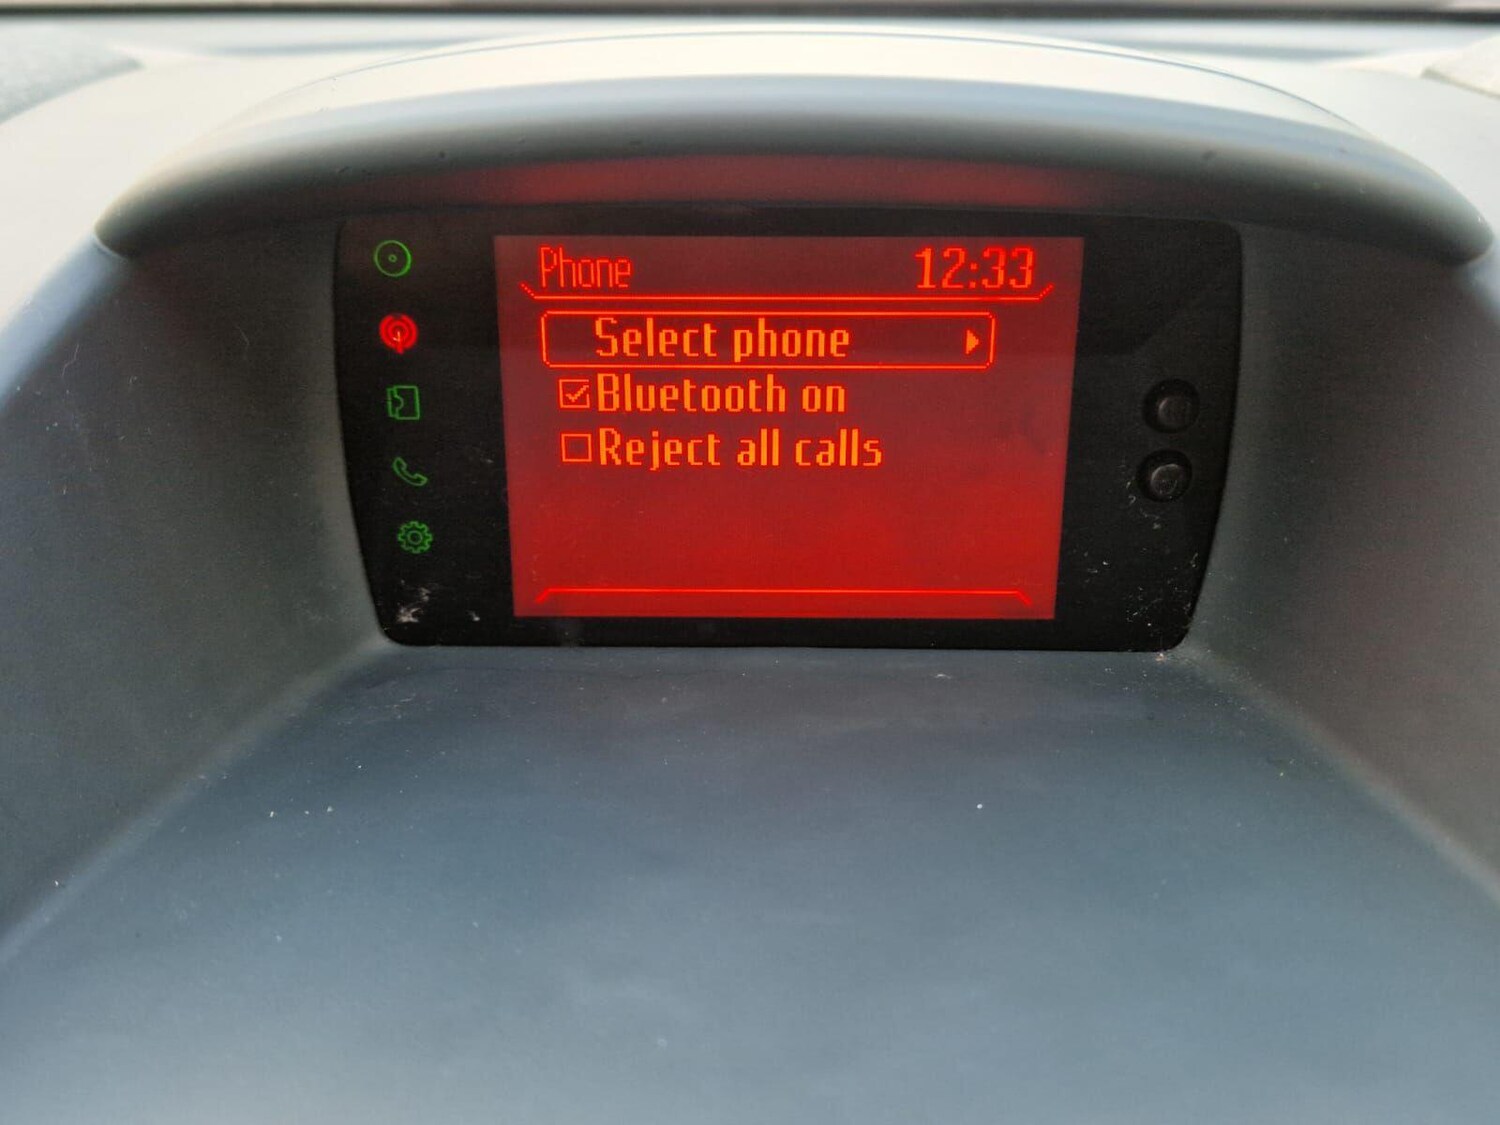 Phone 12:33
Select phone
Bluetooth on
Reject all calls